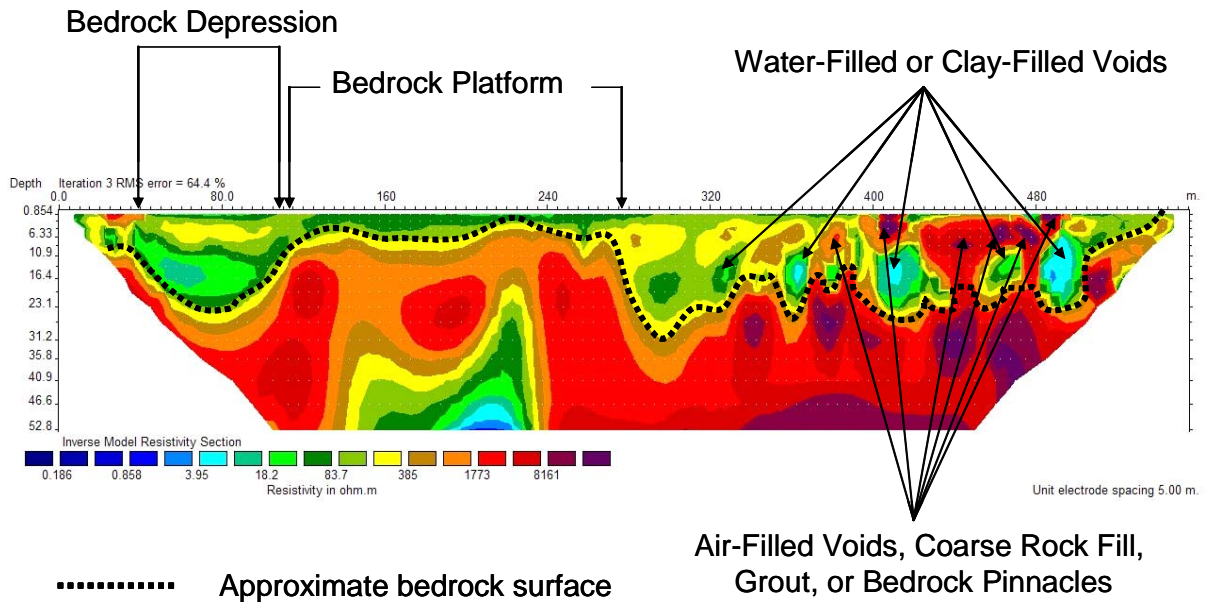 Bedrock Depression
Bedrock Platform
Water-Filled or Clay-Filled Voids
Depth Iteration 3 RMS error = 64.4 %
0.0 80.0 160 240 320 400 480 m.
0.854
6.33
10.9
16.4
23.1
31.2
35.8
40.9
46.6
52.8
Inverse Model Resistivity Section
0.186 0.858 3.95 18.2 83.7 385 1773 8161
Resistivity in ohm.m
Unit electrode spacing 5.00 m.
Air-Filled Voids, Coarse Rock Fill,
Grout, or Bedrock Pinnacles
Approximate bedrock surface